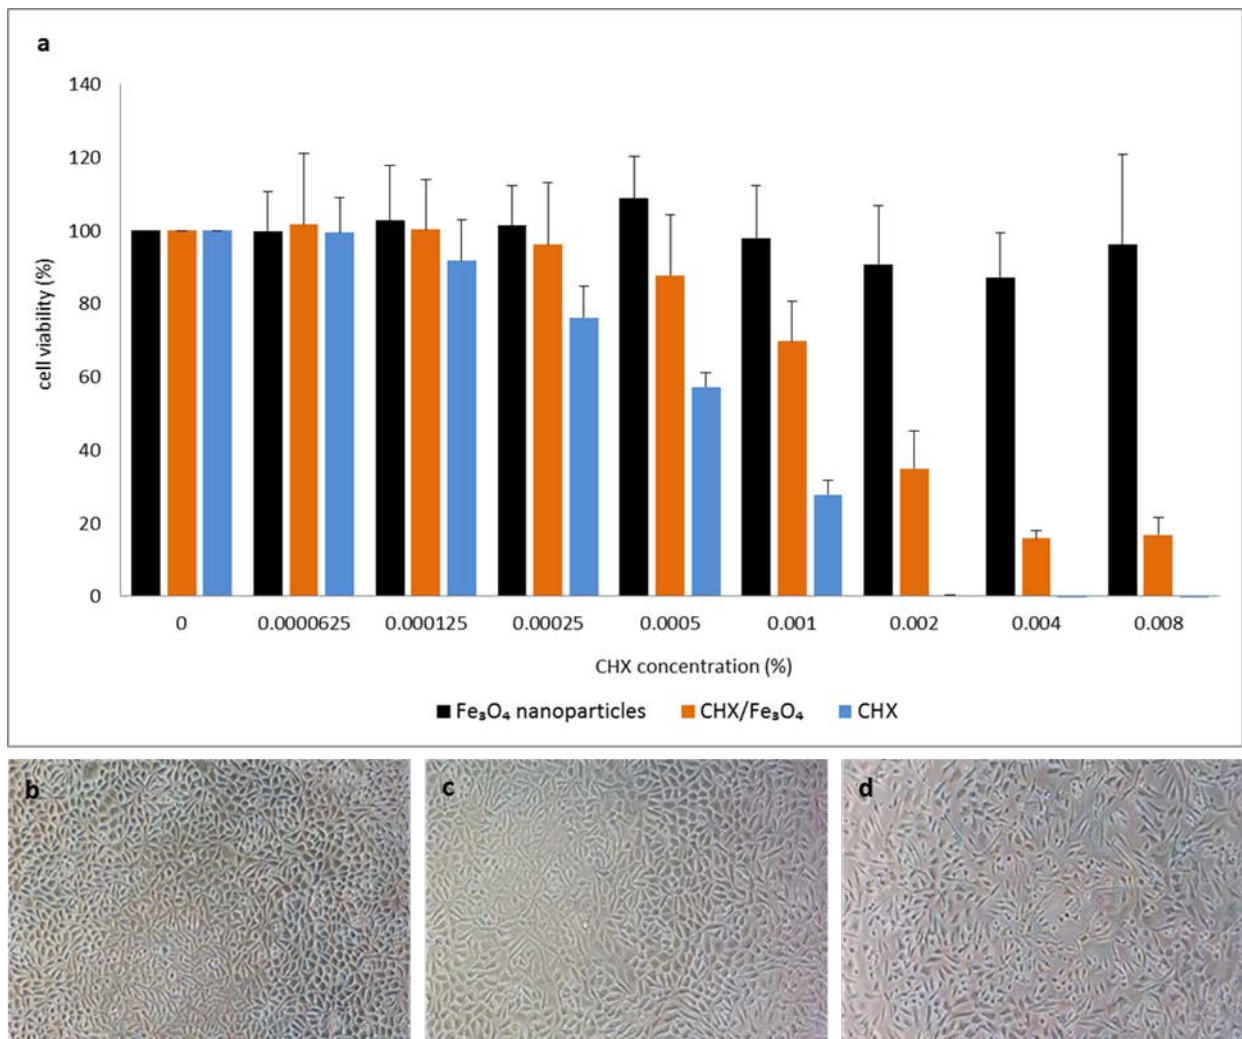 a
140
120
100
80
60
40
20
0
cell viability (%)
0 0.0000625 0.000125 0.00025 0.0005 0.001 0.002 0.004 0.008
CHX concentration (%)
Fe₃O₄ nanoparticles CHX/Fe₃O₄ CHX
b c d